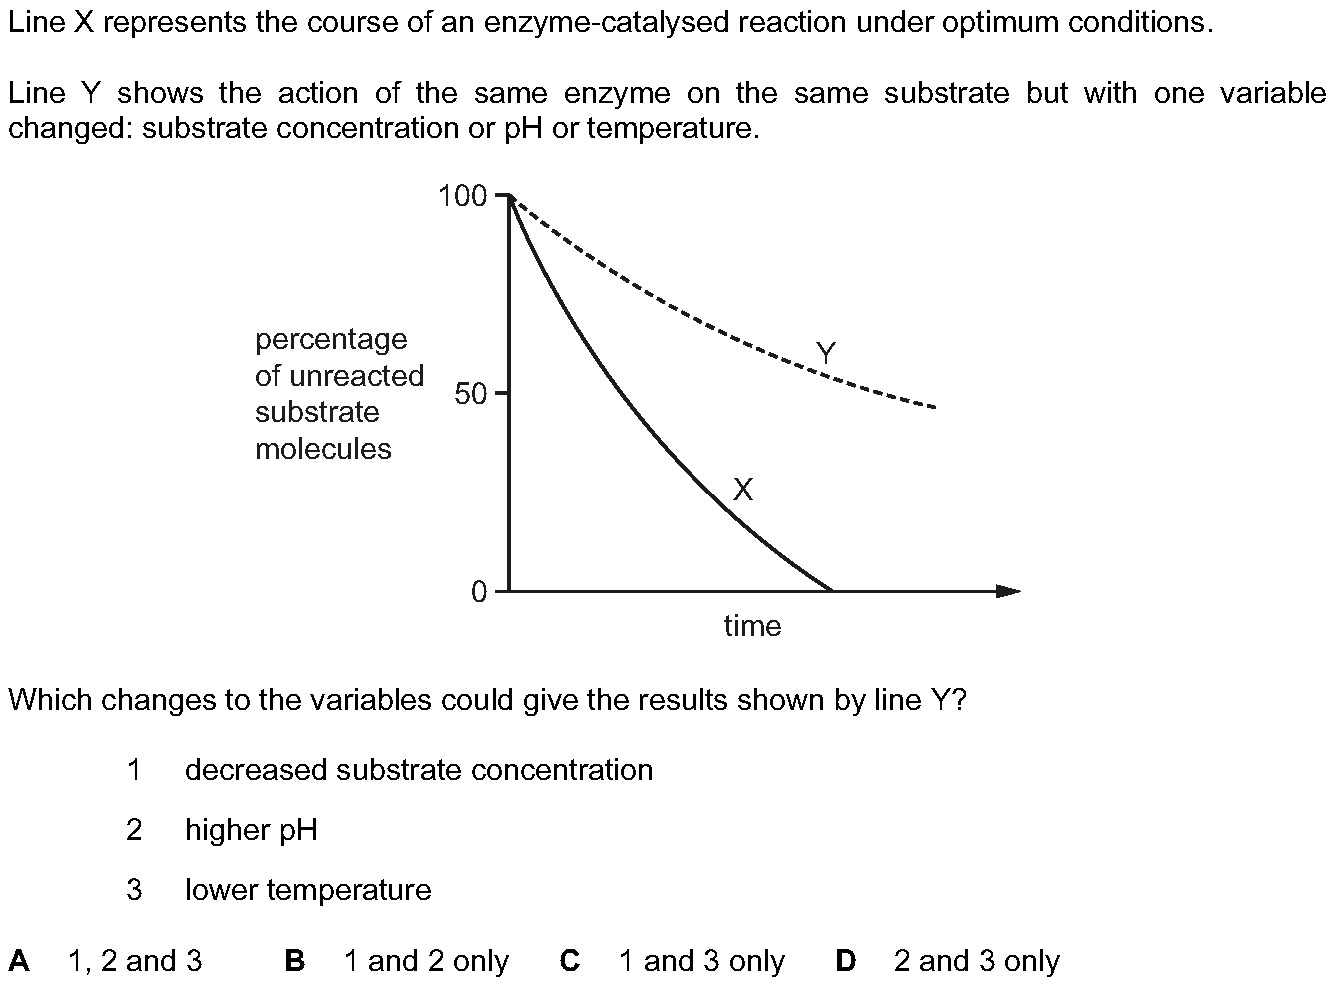 Line X represents the course of an enzyme-catalysed reaction under optimum conditions.
Line Y shows the action of the same enzyme on the same substrate but with one variable
changed: substrate concentration or pH or temperature.
100
percentage
of unreacted
substrate
molecules
50
Y
X
0
time
Which changes to the variables could give the results shown by line Y?
1 decreased substrate concentration
2 higher pH
3 lower temperature
A 1, 2 and 3 B 1 and 2 only C 1 and 3 only D 2 and 3 only